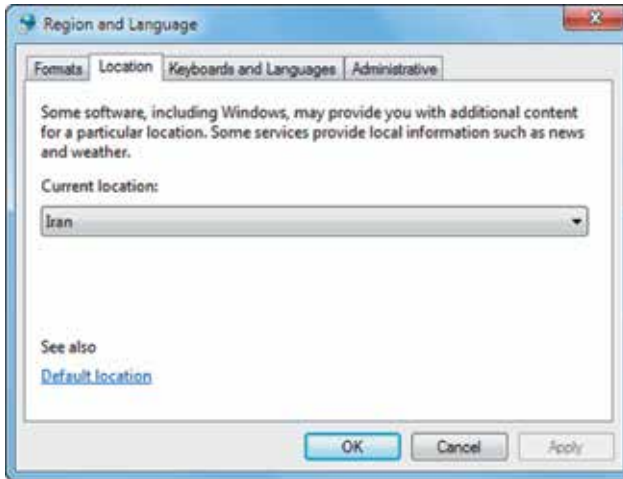 Region and Language
Formats Location Keyboards and Languages Administrative
Some software, including Windows, may provide you with additional content
for a particular location. Some services provide local information such as news
and weather.
Current location:
Iran
See also
Default location
OK Cancel Apply